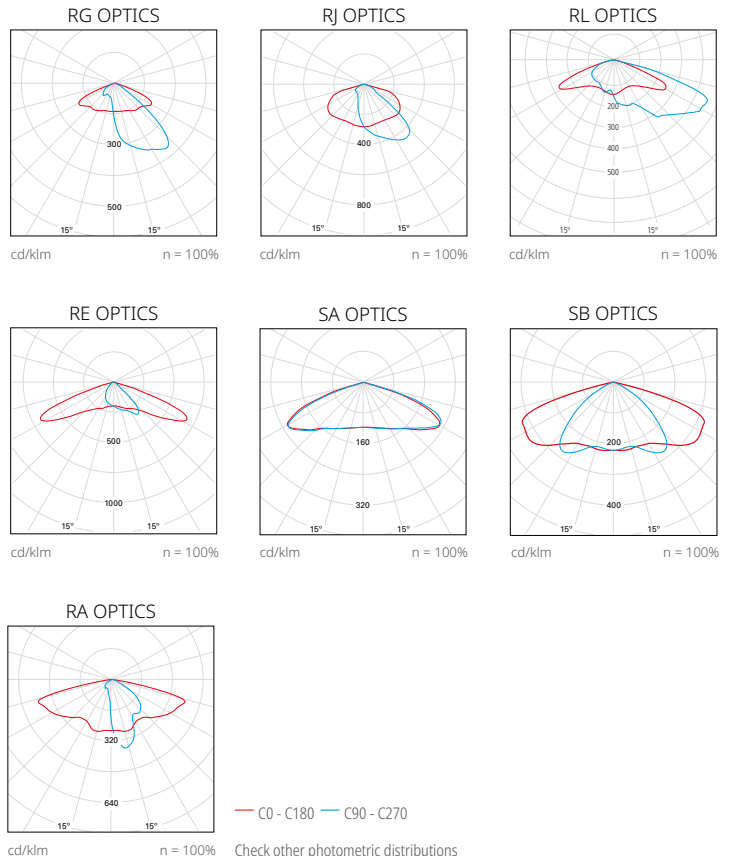 RG OPTICS
300
500
15° 15°
cd/klm n = 100%
RJ OPTICS
400
800
15° 15°
cd/klm n = 100%
RL OPTICS
200
300
400
500
15° 15°
cd/klm n = 100%
RE OPTICS
500
1000
15° 15°
cd/klm n = 100%
SA OPTICS
160
320
15° 15°
cd/klm n = 100%
SB OPTICS
200
400
15° 15°
cd/klm n = 100%
RA OPTICS
320
640
15° 15°
cd/klm n = 100%
C0 - C180 C90 - C270
Check other photometric distributions